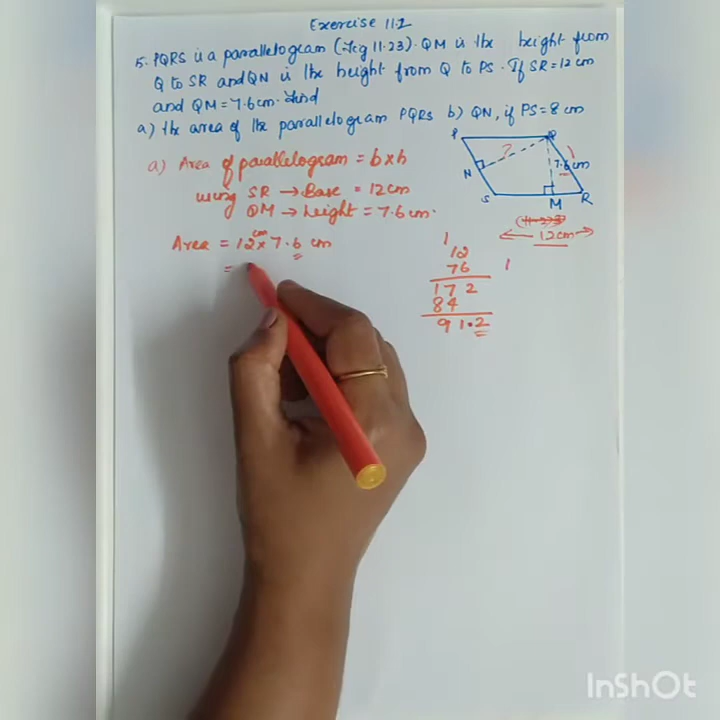 Exercise 11.2
5. PQRS is a parallelogram (Fig 11.23). QM is the height from
Q to SR and QN is the height from Q to PS. If SR = 12 cm
and QM = 7.6 cm. Find
a) the area of the parallelogram PQRS b) QN, if PS = 8 cm
a) Area of parallelogram = b x h
using SR → Base = 12 cm
QM → height = 7.6 cm.
Area = 12 cm x 7.6 cm
=
P
?
7.6 cm
N
S
M
R
12 cm
1
12
76
1
172
84
91.2
InShOt